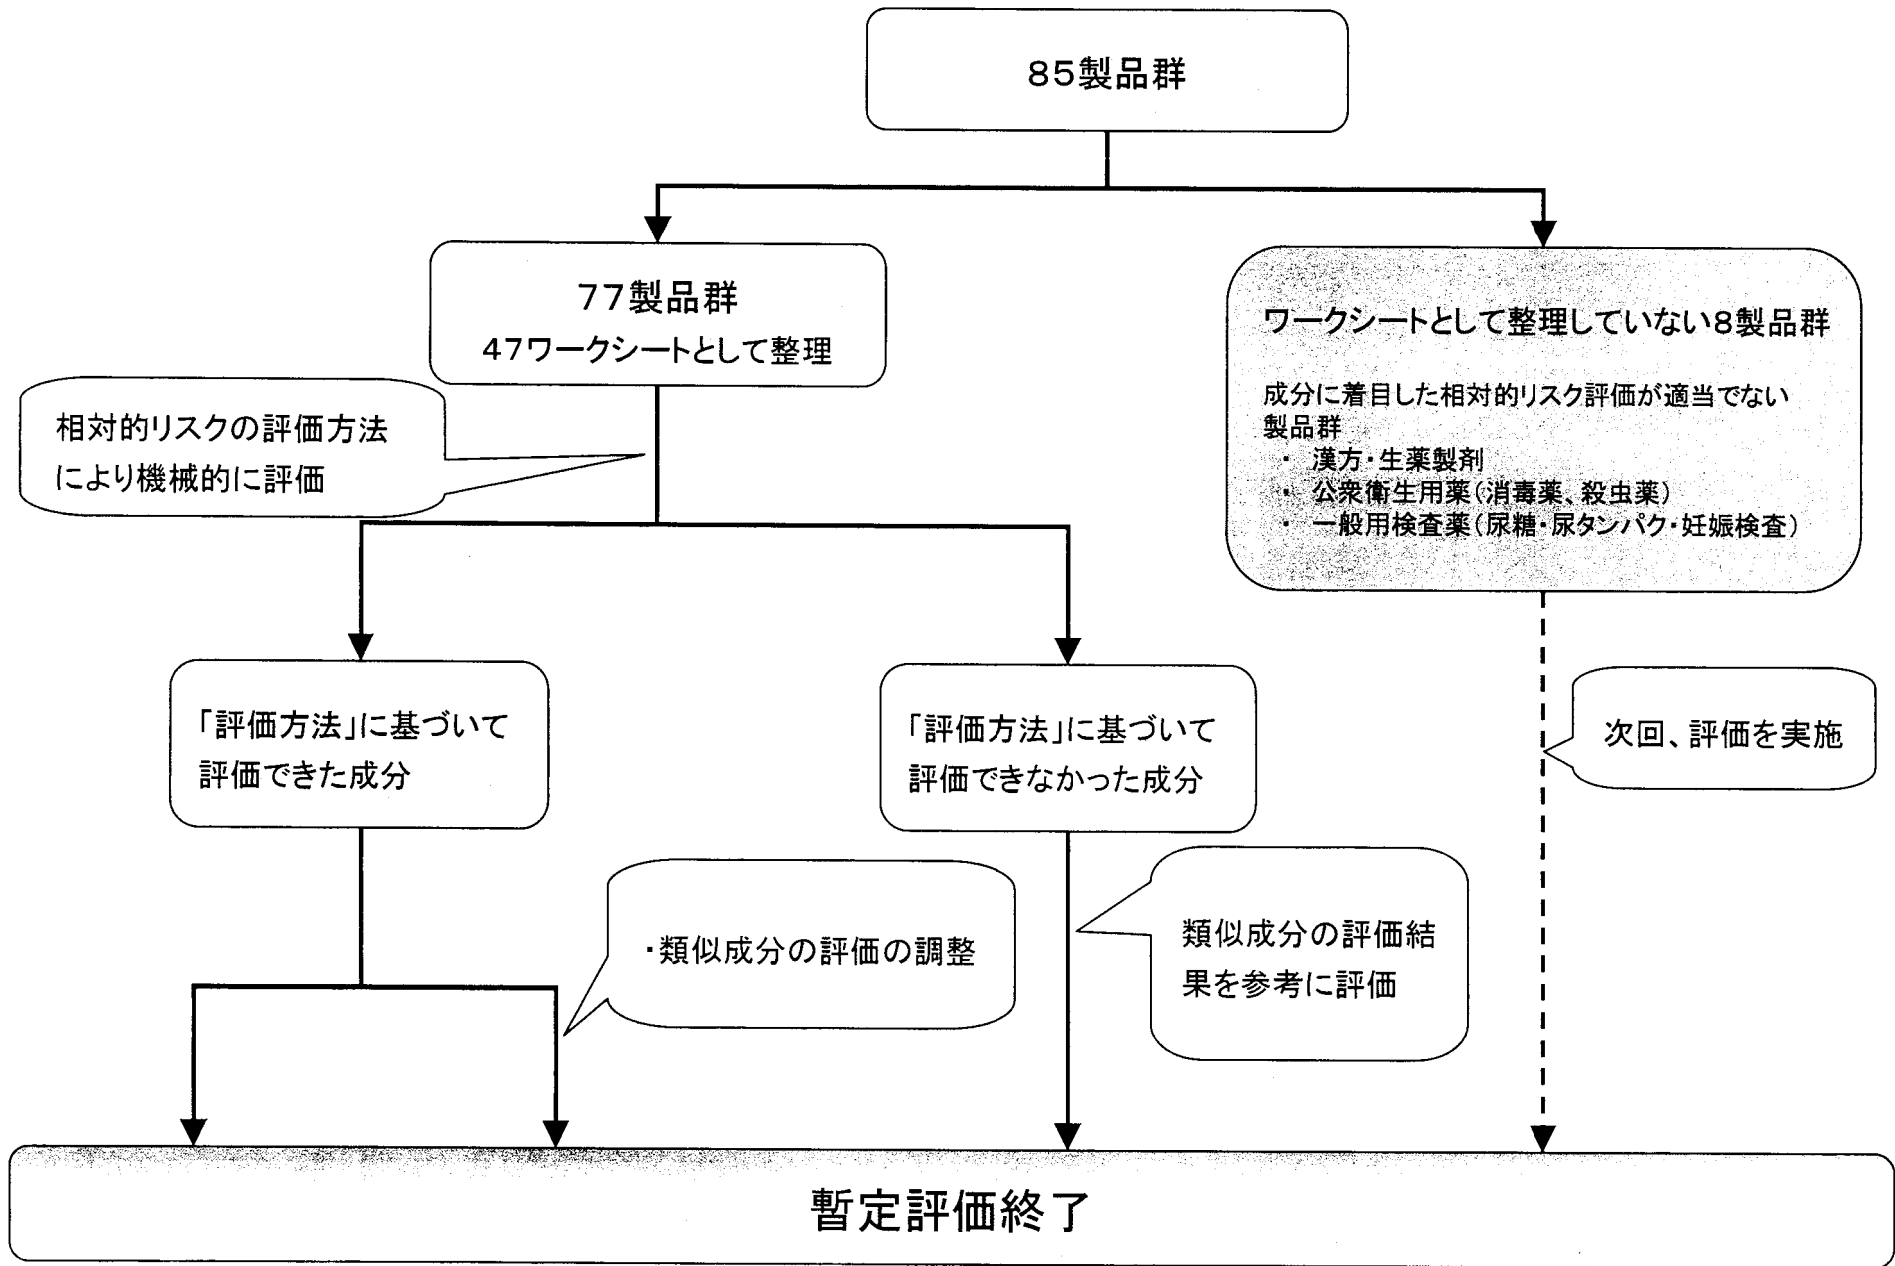 85製品群
77製品群
47ワークシートとして整理
ワークシートとして整理していない8製品群
成分に着目した相対的リスク評価が適当でない
製品群
・ 漢方・生薬製剤
・ 公衆衛生用薬(消毒薬、殺虫薬)
・ 一般用検査薬(尿糖・尿タンパク・妊娠検査)
相対的リスクの評価方法
により機械的に評価
「評価方法」に基づいて
評価できた成分
「評価方法」に基づいて
評価できなかった成分
次回、評価を実施
・類似成分の評価の調整
類似成分の評価結
果を参考に評価
暫定評価終了